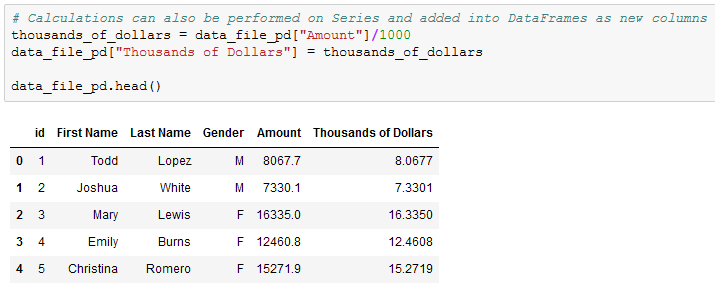 # Calculations can also be performed on Series and added into DataFrames as new columns
thousands_of_dollars = data_file_pd["Amount"]/1000
data_file_pd["Thousands of Dollars"] = thousands_of_dollars
data_file_pd.head()
id First Name Last Name Gender Amount Thousands of Dollars
0 1 Todd Lopez M 8067.7 8.0677
1 2 Joshua White M 7330.1 7.3301
2 3 Mary Lewis F 16335.0 16.3350
3 4 Emily Burns F 12460.8 12.4608
4 5 Christina Romero F 15271.9 15.2719